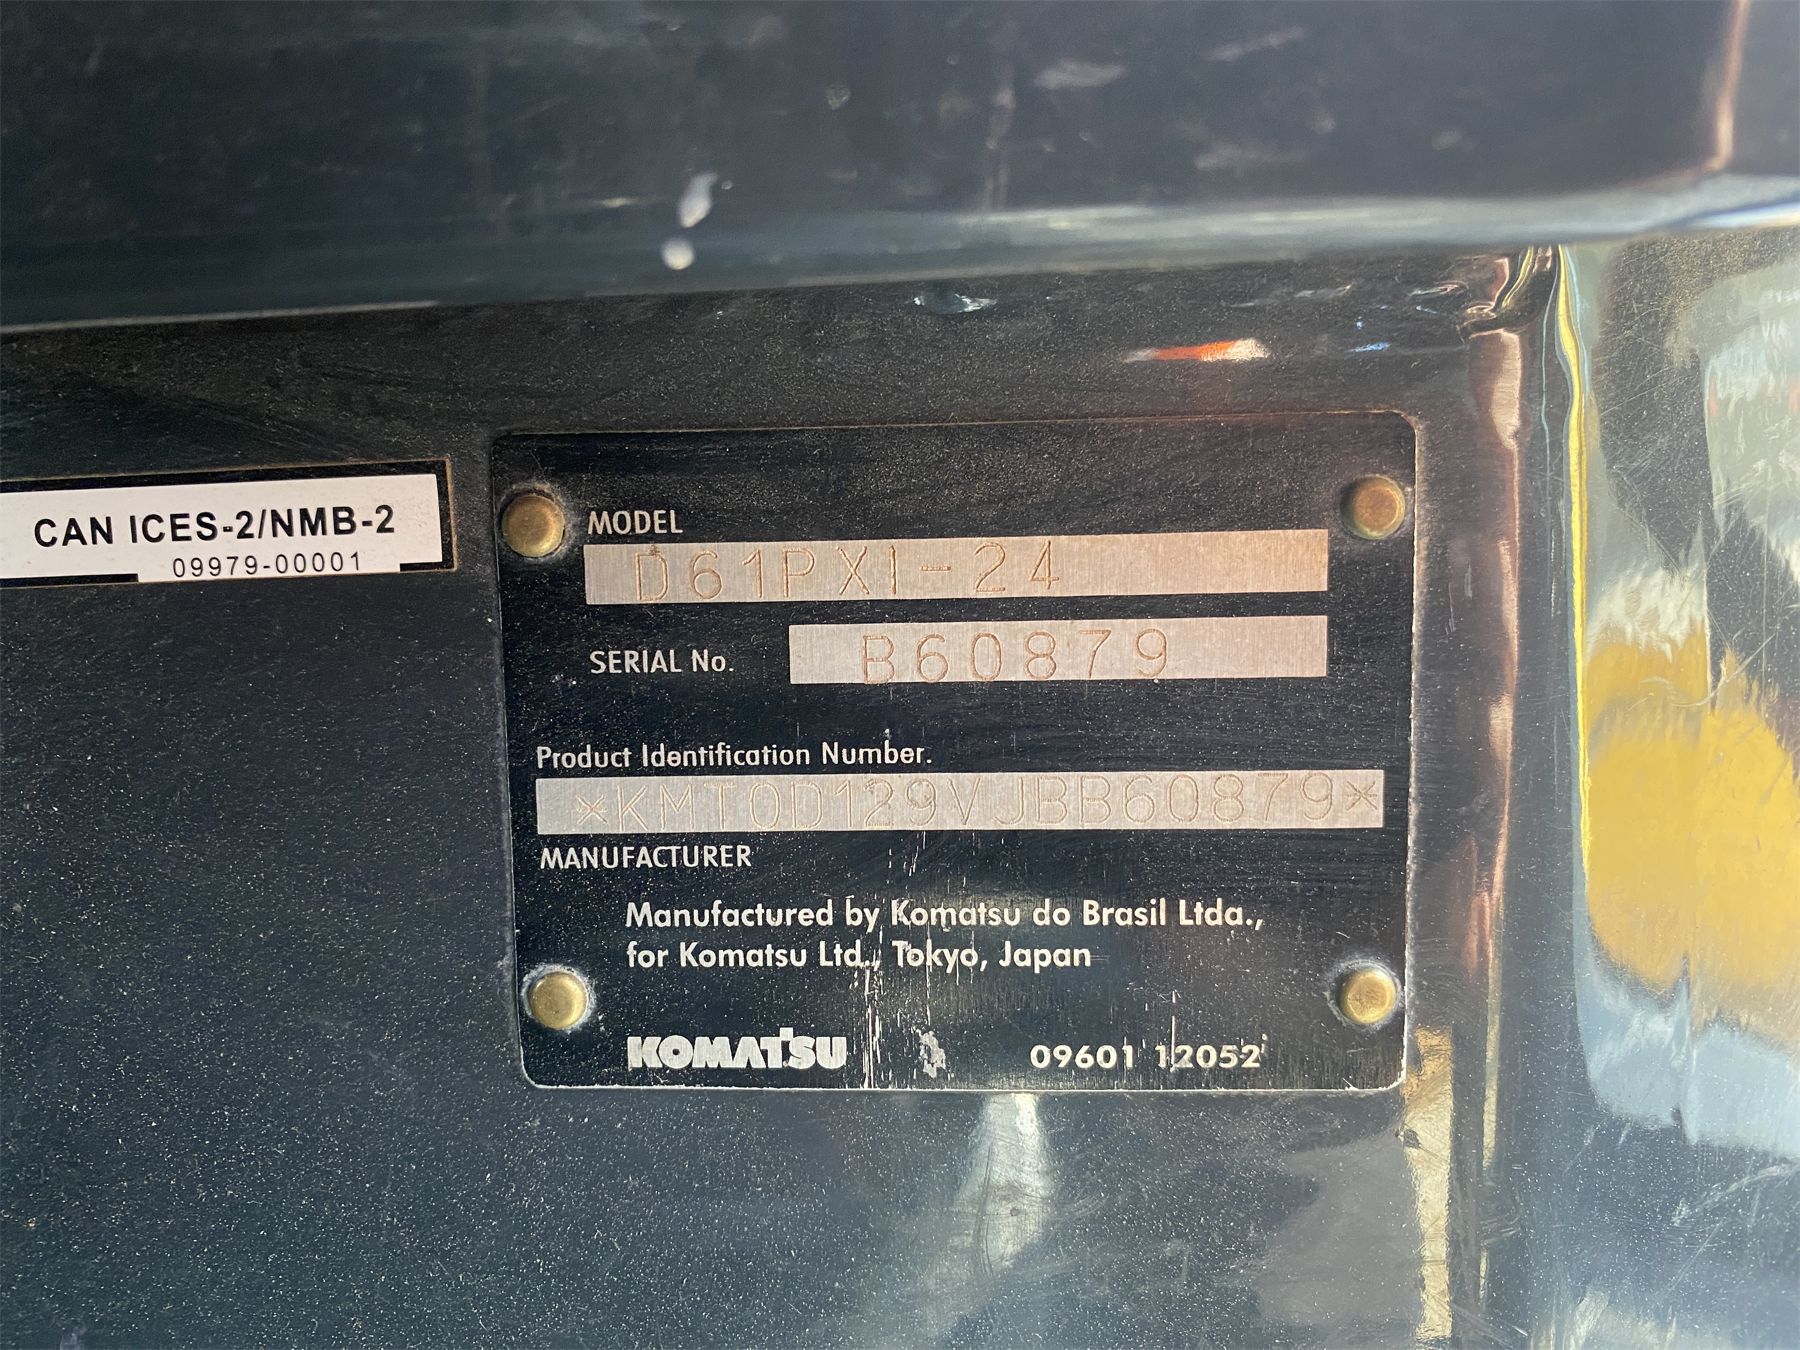 CAN ICES-2/NMB-2
09979-00001
MODEL
D61PXI-24
SERIAL No.
B60879
Product Identification Number.
*KMT0D129VJBB60879*
MANUFACTURER
Manufactured by Komatsu do Brasil Ltda.,
for Komatsu Ltd., Tokyo, Japan
KOMATSU
09601 12052